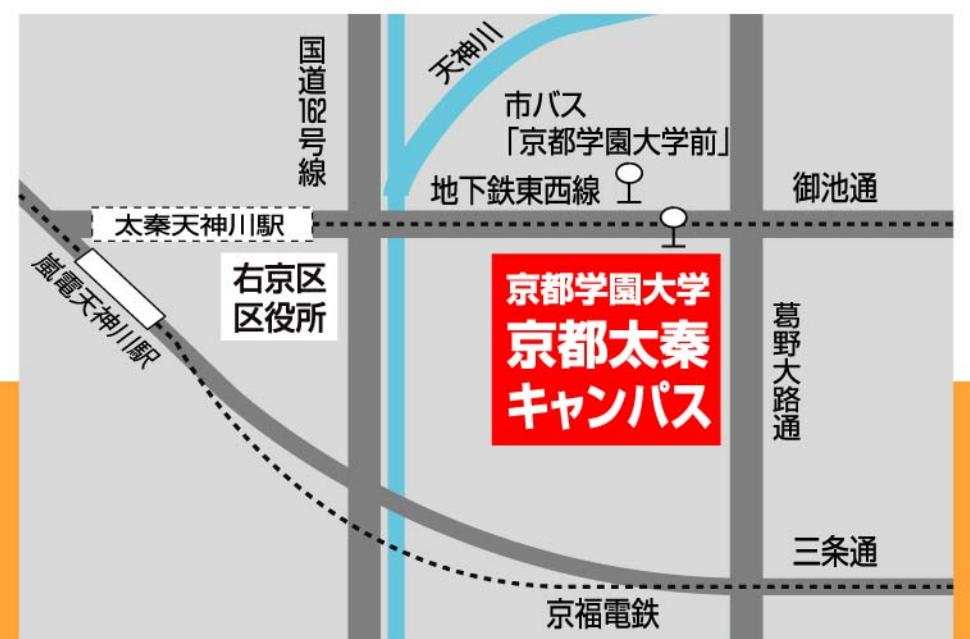 国道162号線
天神川
市バス
「京都学園大学前」
地下鉄東西線
御池通
太秦天神川駅
嵐電天神川駅
右京区
区役所
京都学園大学
京都太秦
キャンパス
葛野大路通
三条通
京福電鉄